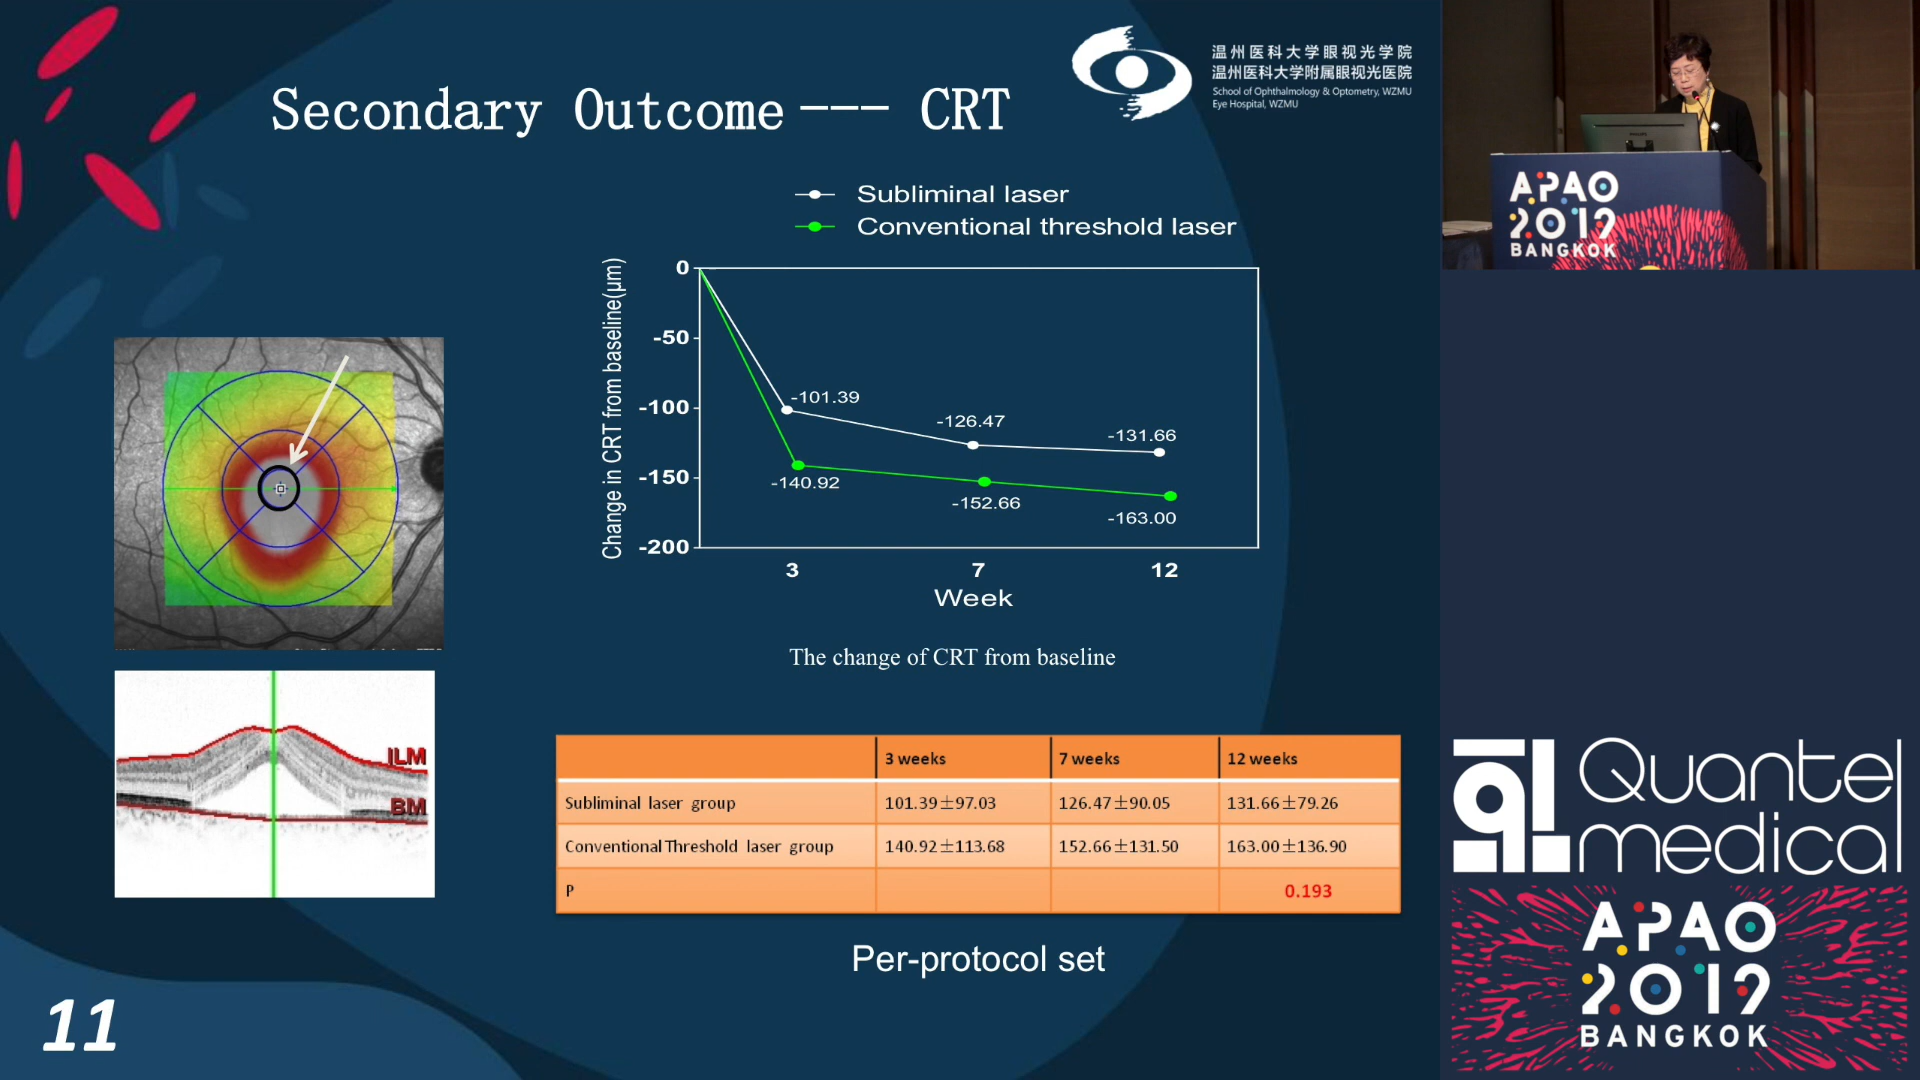 Secondary Outcome --- CRT
温州医科大学眼视光学院
温州医科大学附属眼视光医院
School of Ophthalmology & Optometry, WZMU
Eye Hospital, WZMU
Subliminal laser
Conventional threshold laser
Change in CRT from baseline(μm)
0
-50
-100
-150
-200
-101.39
-126.47
-131.66
-140.92
-152.66
-163.00
3 7 12
Week
The change of CRT from baseline
ILM
BM
3 weeks 7 weeks 12 weeks
Subliminal laser group 101.39±97.03 126.47±90.05 131.66±79.26
Conventional Threshold laser group 140.92±113.68 152.66±131.50 163.00±136.90
P 0.193
Per-protocol set
11
APAO
2019
BANGKOK
Quantel
medical
APAO
2019
BANGKOK